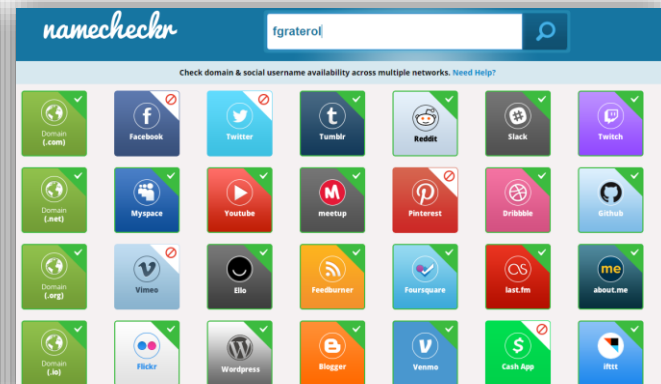 namecheckr
fgraterol
Check domain & social username availability across multiple networks. Need Help?
Domain
(.com)
f
Facebook
Twitter
t
Tumblr
Reddit
Slack
Twitch
Domain
(.net)
Myspace
Youtube
M
meetup
Pinterest
Dribbble
Github
Domain
(.org)
v
Vimeo
Ello
Feedburner
Foursquare
last.fm
me
about.me
Domain
(.io)
Flickr
W
Wordpress
B
Blogger
V
Venmo
$
Cash App
ifttt